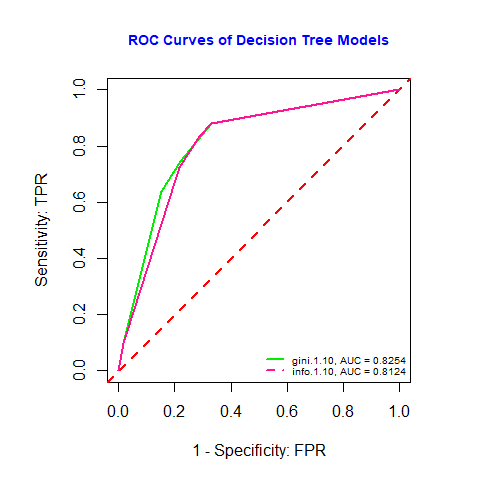 ROC Curves of Decision Tree Models
Sensitivity: TPR
1.0
0.8
0.6
0.4
0.2
0.0
gini.1.10, AUC = 0.8254
info.1.10, AUC = 0.8124
0.0 0.2 0.4 0.6 0.8 1.0
1 - Specificity: FPR